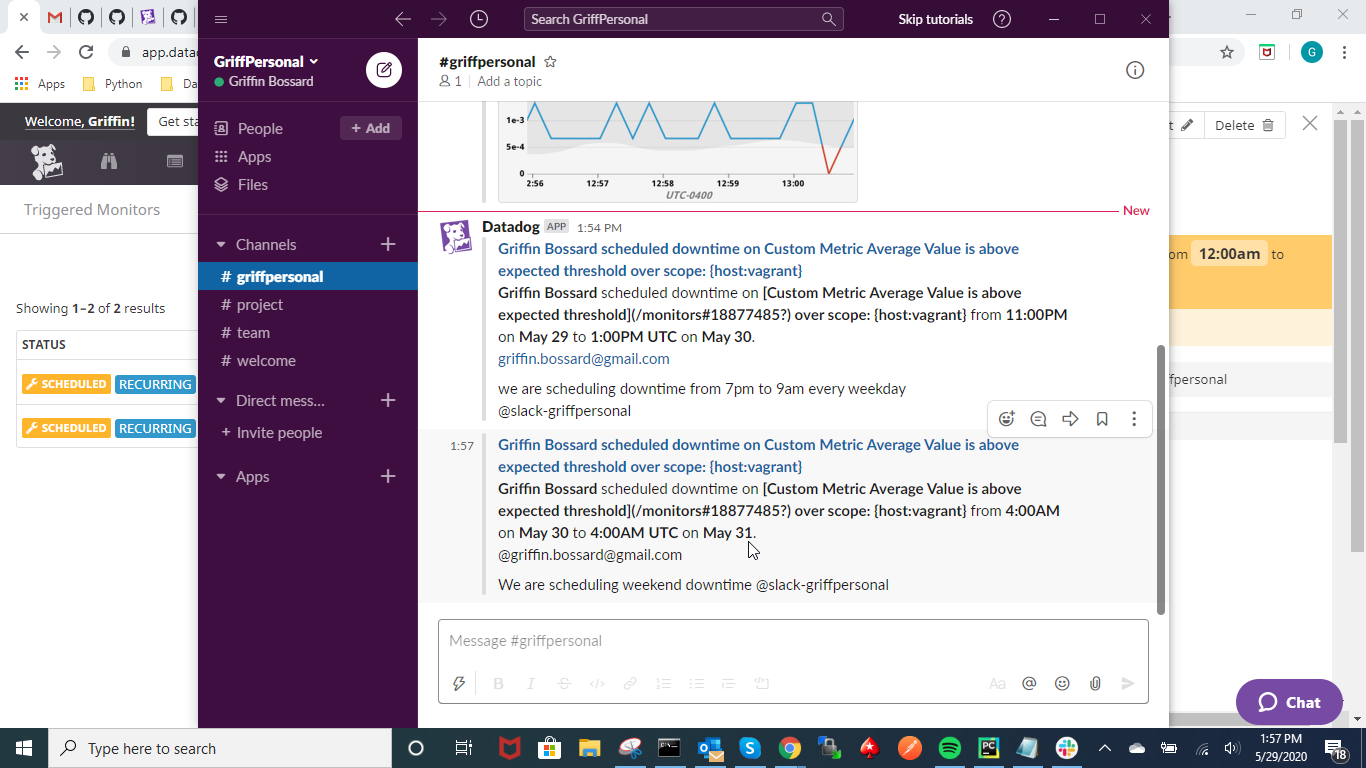 Search GriffPersonal
Skip tutorials
app.data
G
Apps
Python
Da
Welcome, Griffin!
Get sta
Triggered Monitors
Showing 1–2 of 2 results
STATUS
SCHEDULED RECURRING
SCHEDULED RECURRING
GriffPersonal
Griffin Bossard
People
+ Add
Apps
Files
Channels
# griffpersonal
# project
# team
# welcome
Direct mess...
+ Invite people
Apps
#griffpersonal
1 | Add a topic
1e-3
5e-4
0
2:56 12:57 12:58 12:59 13:00
UTC-0400
New
Datadog APP 1:54 PM
Griffin Bossard scheduled downtime on Custom Metric Average Value is above
expected threshold over scope: {host:vagrant}
Griffin Bossard scheduled downtime on [Custom Metric Average Value is above
expected threshold](/monitors#18877485?) over scope: {host:vagrant} from 11:00PM
on May 29 to 1:00PM UTC on May 30.
griffin.bossard@gmail.com
we are scheduling downtime from 7pm to 9am every weekday
@slack-griffpersonal
1:57
Griffin Bossard scheduled downtime on Custom Metric Average Value is above
expected threshold over scope: {host:vagrant}
Griffin Bossard scheduled downtime on [Custom Metric Average Value is above
expected threshold](/monitors#18877485?) over scope: {host:vagrant} from 4:00AM
on May 30 to 4:00AM UTC on May 31.
@griffin.bossard@gmail.com
We are scheduling weekend downtime @slack-griffpersonal
Message #griffpersonal
B I S
Aa @
t
Delete
om 12:00am to
fpersonal
Chat
Type here to search
PC
1:57 PM
5/29/2020
18